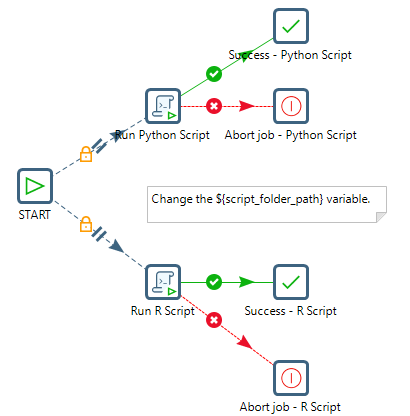 Success - Python Script
Run Python Script
Abort job - Python Script
START
Change the ${script_folder_path} variable.
Run R Script
Success - R Script
Abort job - R Script